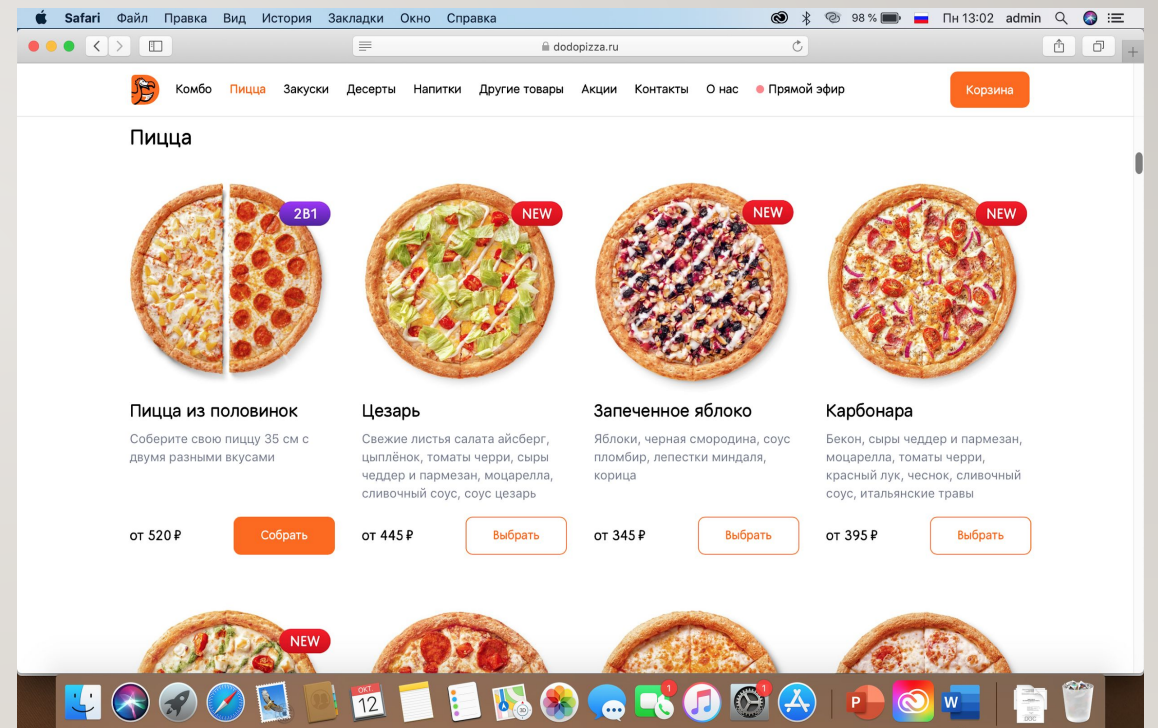 Safari Файл Правка Вид История Закладки Окно Справка 98 % Пн 13:02 admin
dodopizza.ru
Комбо Пицца Закуски Десерты Напитки Другие товары Акции Контакты О нас Прямой эфир Корзина
Пицца
2В1
NEW
NEW
NEW
Пицца из половинок
Соберите свою пиццу 35 см с
двумя разными вкусами
от 520 ₽ Собрать
Цезарь
Свежие листья салата айсберг,
цыплёнок, томаты черри, сыры
чеддер и пармезан, моцарелла,
сливочный соус, соус цезарь
от 445 ₽ Выбрать
Запеченное яблоко
Яблоки, черная смородина, соус
пломбир, лепестки миндаля,
корица
от 345 ₽ Выбрать
Карбонара
Бекон, сыры чеддер и пармезан,
моцарелла, томаты черри,
красный лук, чеснок, сливочный
соус, итальянские травы
от 395 ₽ Выбрать
NEW
ОКТ.
12
3D
1
1
P
W
DOC